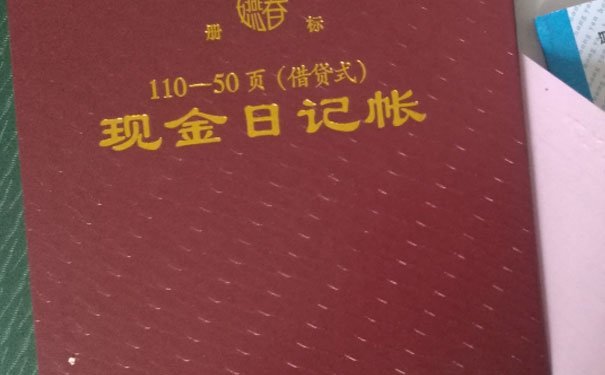 册 标
110—50页(借贷式)
现金日记帐